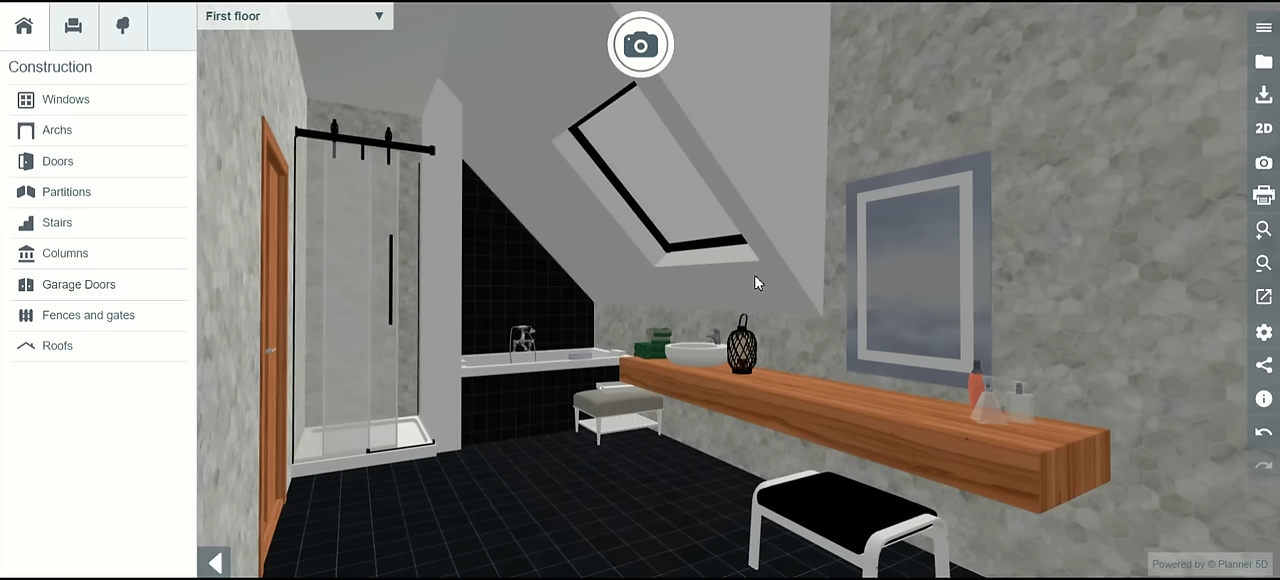 First floor ▼
Construction
Windows
Archs
Doors
Partitions
Stairs
Columns
Garage Doors
Fences and gates
Roofs
2D
Powered by © Planner 5D